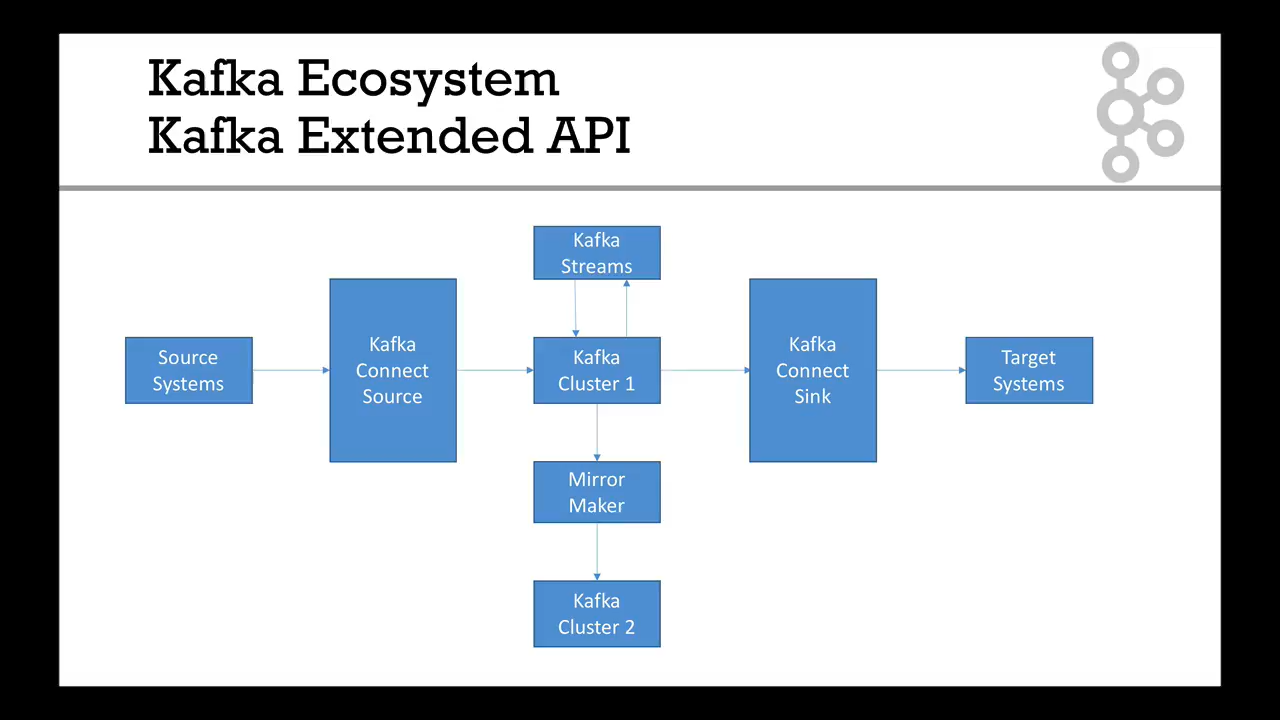 Kafka Ecosystem
Kafka Extended API
Kafka
Streams
Source
Systems
Kafka
Connect
Source
Kafka
Cluster 1
Kafka
Connect
Sink
Target
Systems
Mirror
Maker
Kafka
Cluster 2